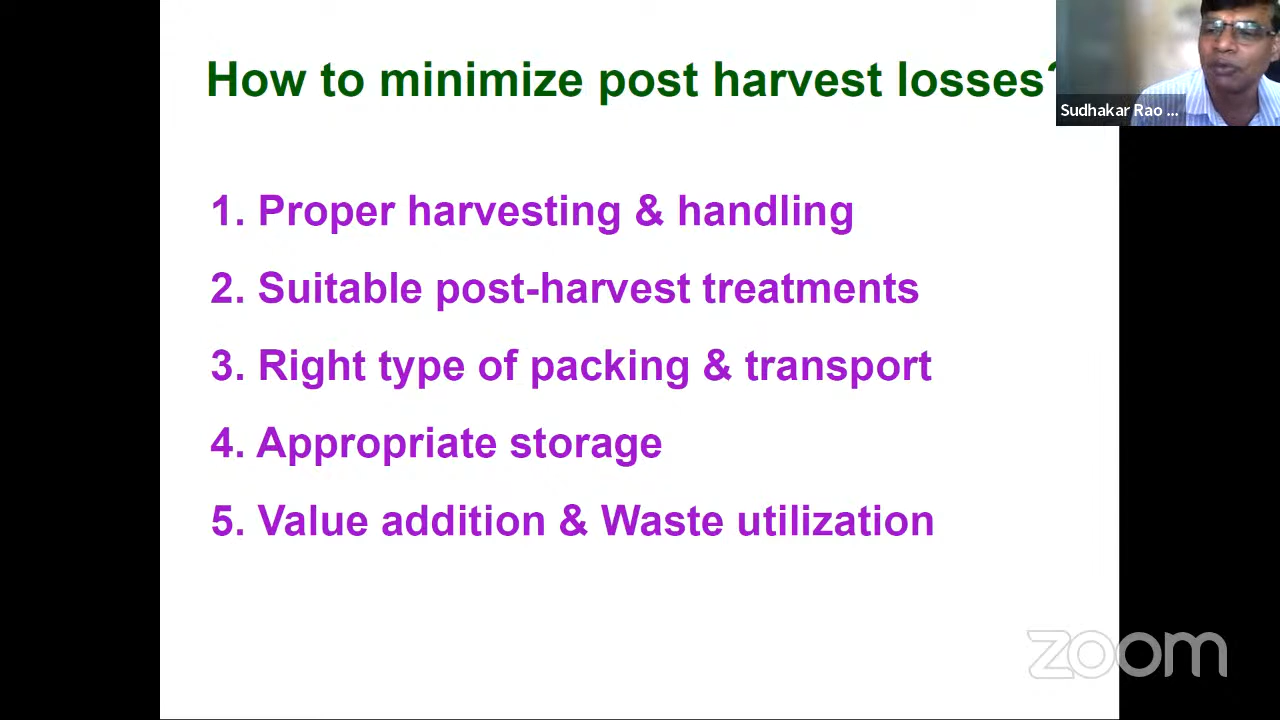 How to minimize post harvest losses?
Sudhakar Rao ...
1. Proper harvesting & handling
2. Suitable post-harvest treatments
3. Right type of packing & transport
4. Appropriate storage
5. Value addition & Waste utilization
zoom